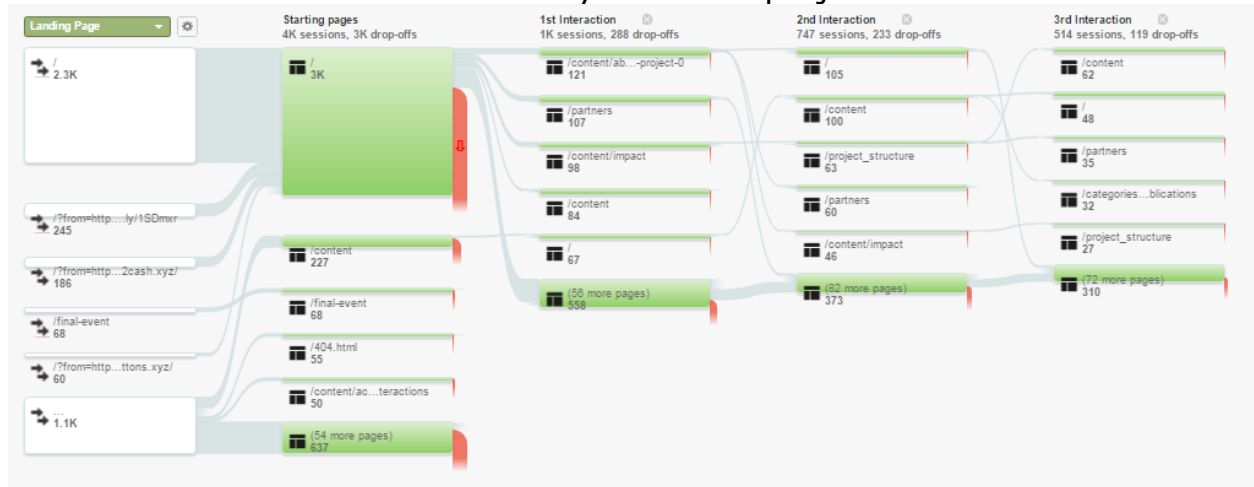 Landing Page
/
2.3K
/?from=http....ly/1SDmxr
245
/?from=http...2cash.xyz/
186
/final-event
68
/?from=http...ttons.xyz/
60
...
1.1K
Starting pages
4K sessions, 3K drop-offs
/
3K
/content
227
/final-event
68
/404.html
55
/content/ac...teractions
50
(54 more pages)
637
1st Interaction
1K sessions, 288 drop-offs
/content/ab...-project-0
121
/partners
107
/content/impact
98
/content
84
/
67
(56 more pages)
558
2nd Interaction
747 sessions, 233 drop-offs
/
105
/content
100
/project_structure
63
/partners
60
/content/impact
46
(82 more pages)
373
3rd Interaction
514 sessions, 119 drop-offs
/content
62
/
48
/partners
35
/categories...blications
32
/project_structure
27
(72 more pages)
310